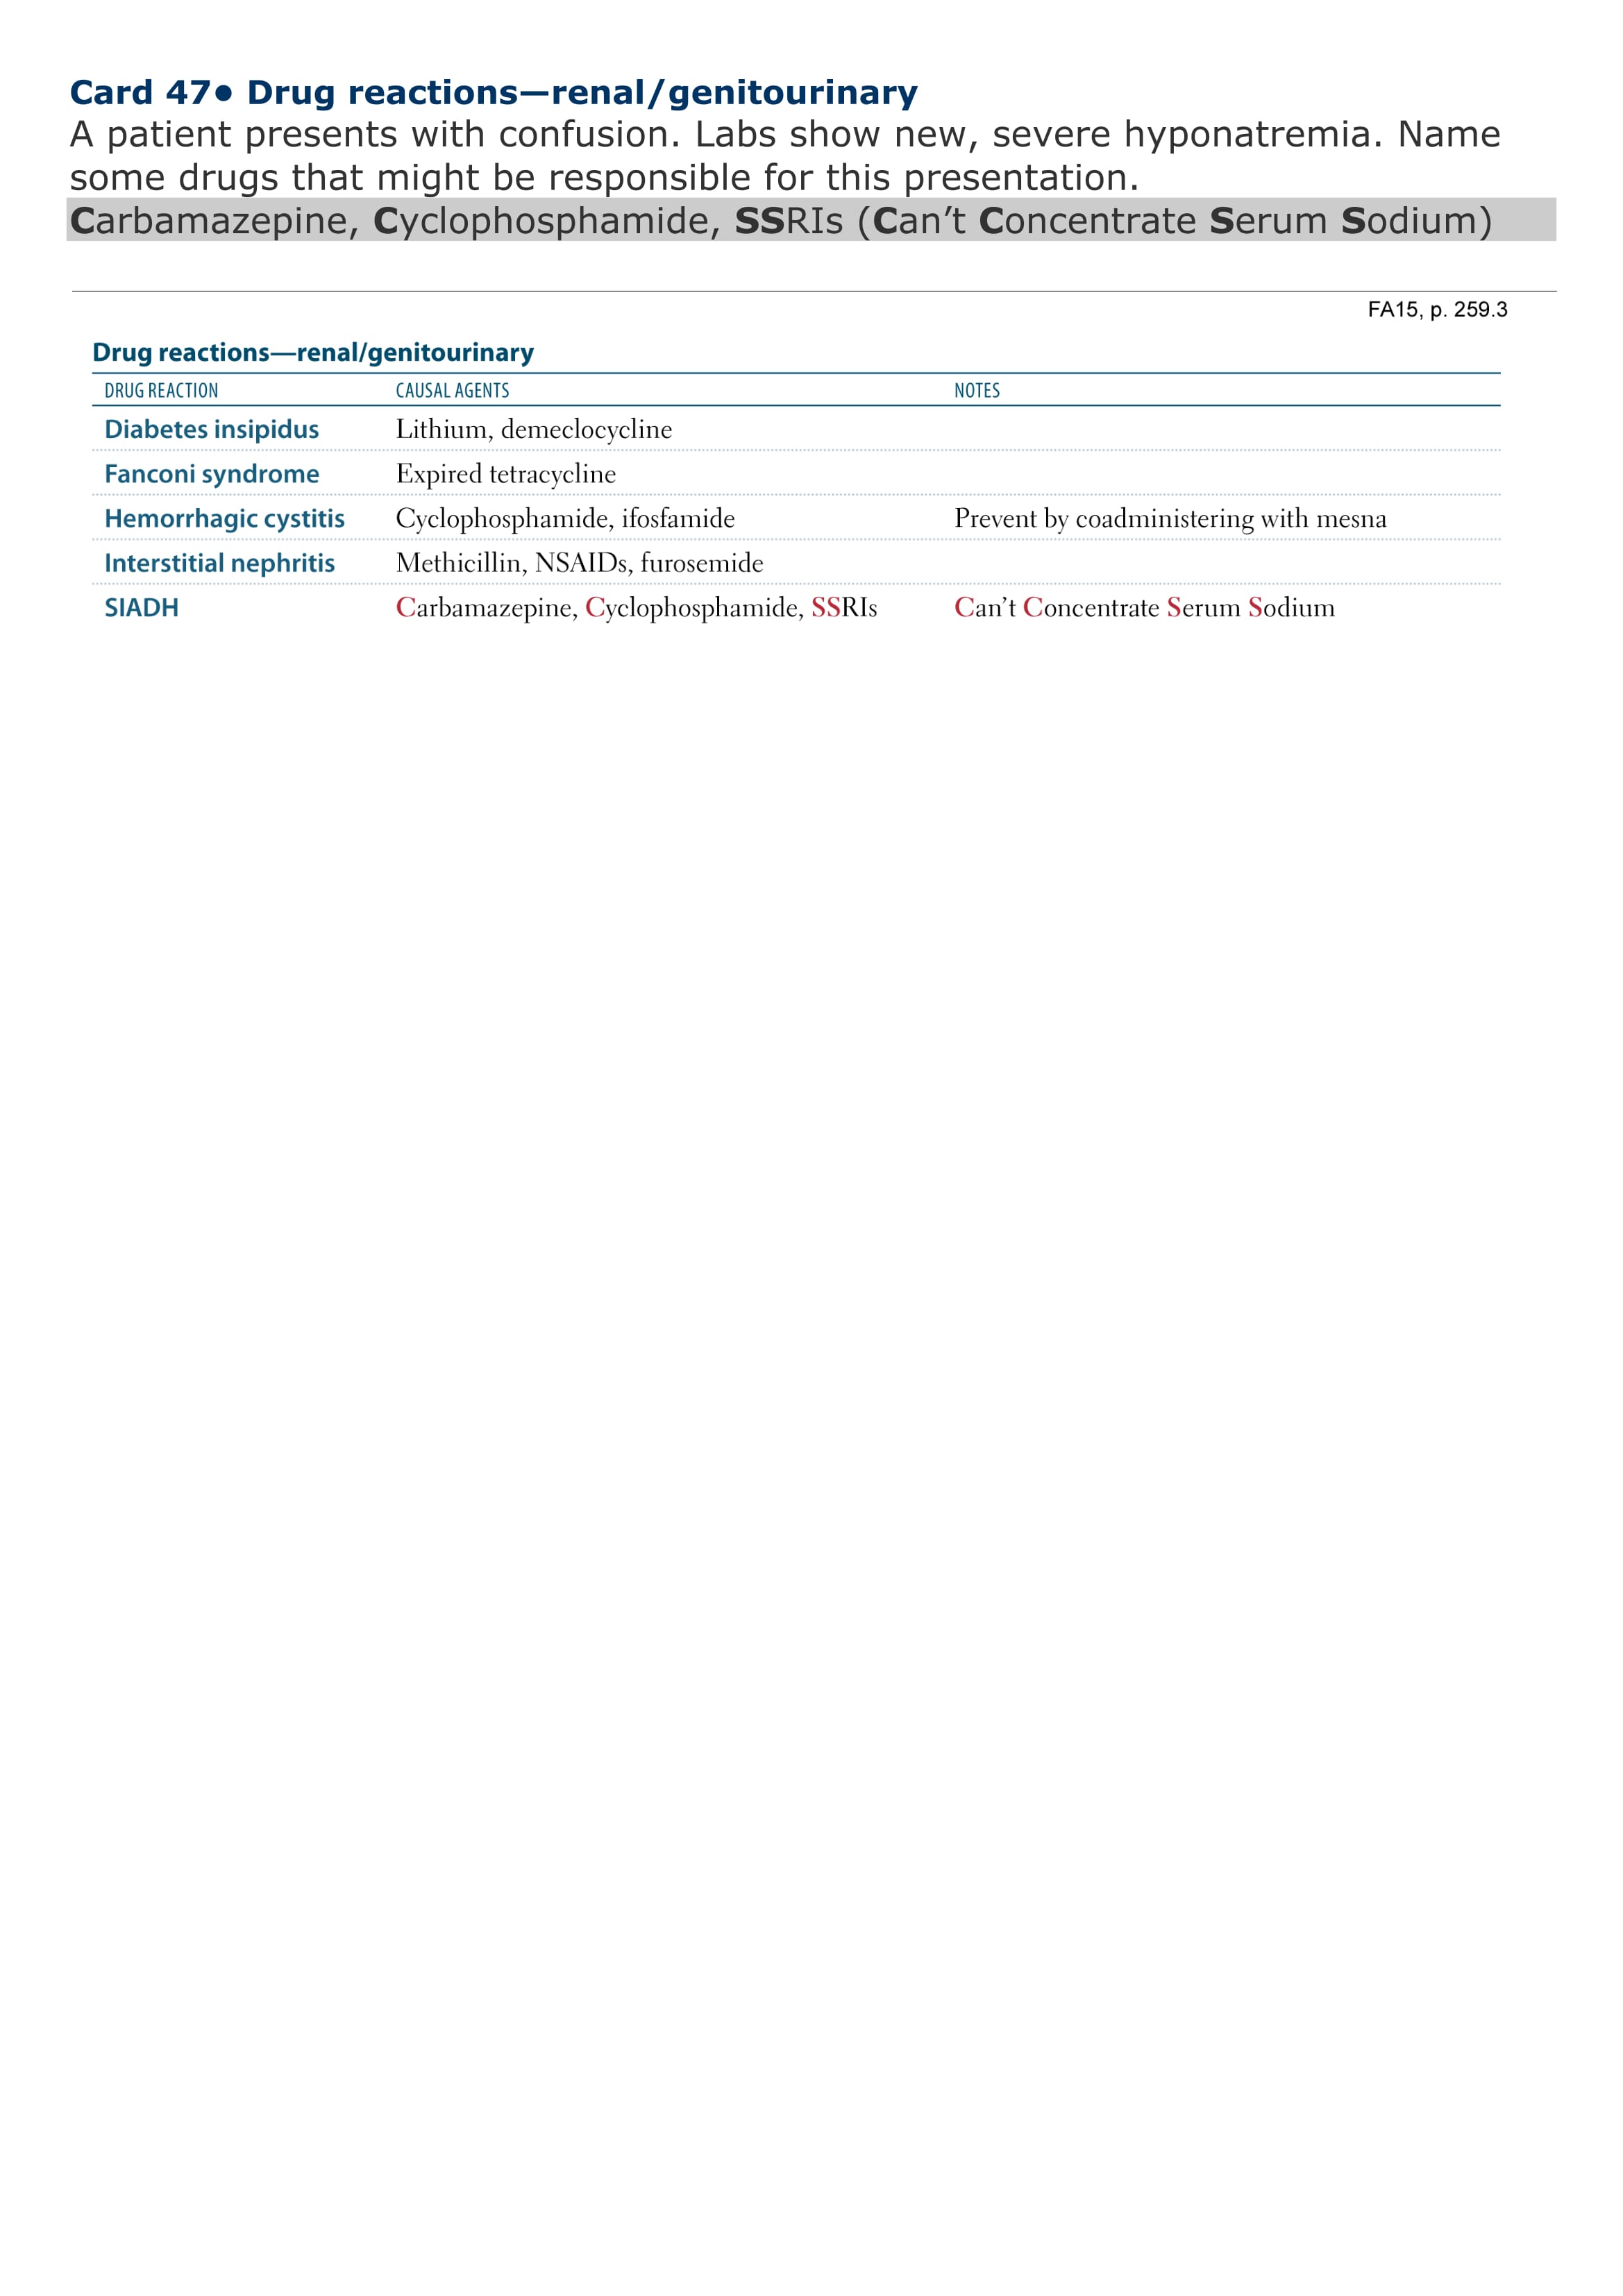 Card 47• Drug reactions—renal/genitourinary
A patient presents with confusion. Labs show new, severe hyponatremia. Name
some drugs that might be responsible for this presentation.
Carbamazepine, Cyclophosphamide, SSRIs (Can’t Concentrate Serum Sodium)
FA15, p. 259.3
Drug reactions—renal/genitourinary
DRUG REACTION CAUSAL AGENTS NOTES
Diabetes insipidus Lithium, demeclocycline
Fanconi syndrome Expired tetracycline
Hemorrhagic cystitis Cyclophosphamide, ifosfamide Prevent by coadministering with mesna
Interstitial nephritis Methicillin, NSAIDs, furosemide
SIADH Carbamazepine, Cyclophosphamide, SSRIs Can’t Concentrate Serum Sodium